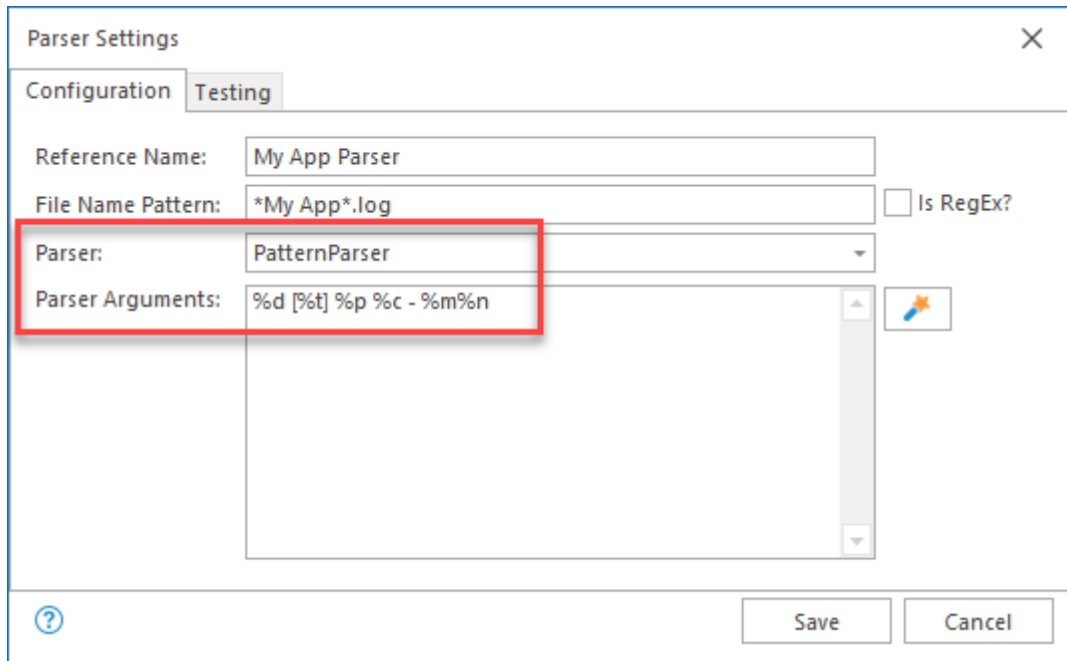 Parser Settings
Configuration Testing
Reference Name: My App Parser
File Name Pattern: *My App*.log Is RegEx?
Parser: PatternParser
Parser Arguments: %d [%t] %p %c - %m%n
Save Cancel